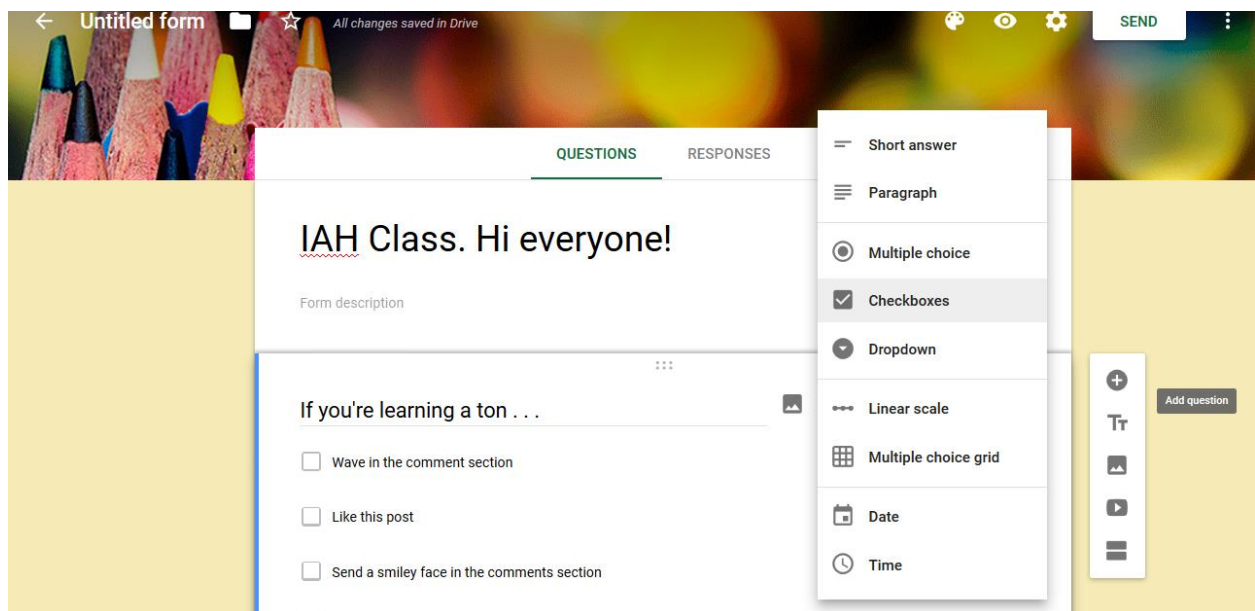 Untitled form
All changes saved in Drive
SEND
QUESTIONS
RESPONSES
IAH Class. Hi everyone!
Form description
If you're learning a ton . . .
Wave in the comment section
Like this post
Send a smiley face in the comments section
Short answer
Paragraph
Multiple choice
Checkboxes
Dropdown
Linear scale
Multiple choice grid
Date
Time
Add question
Tт